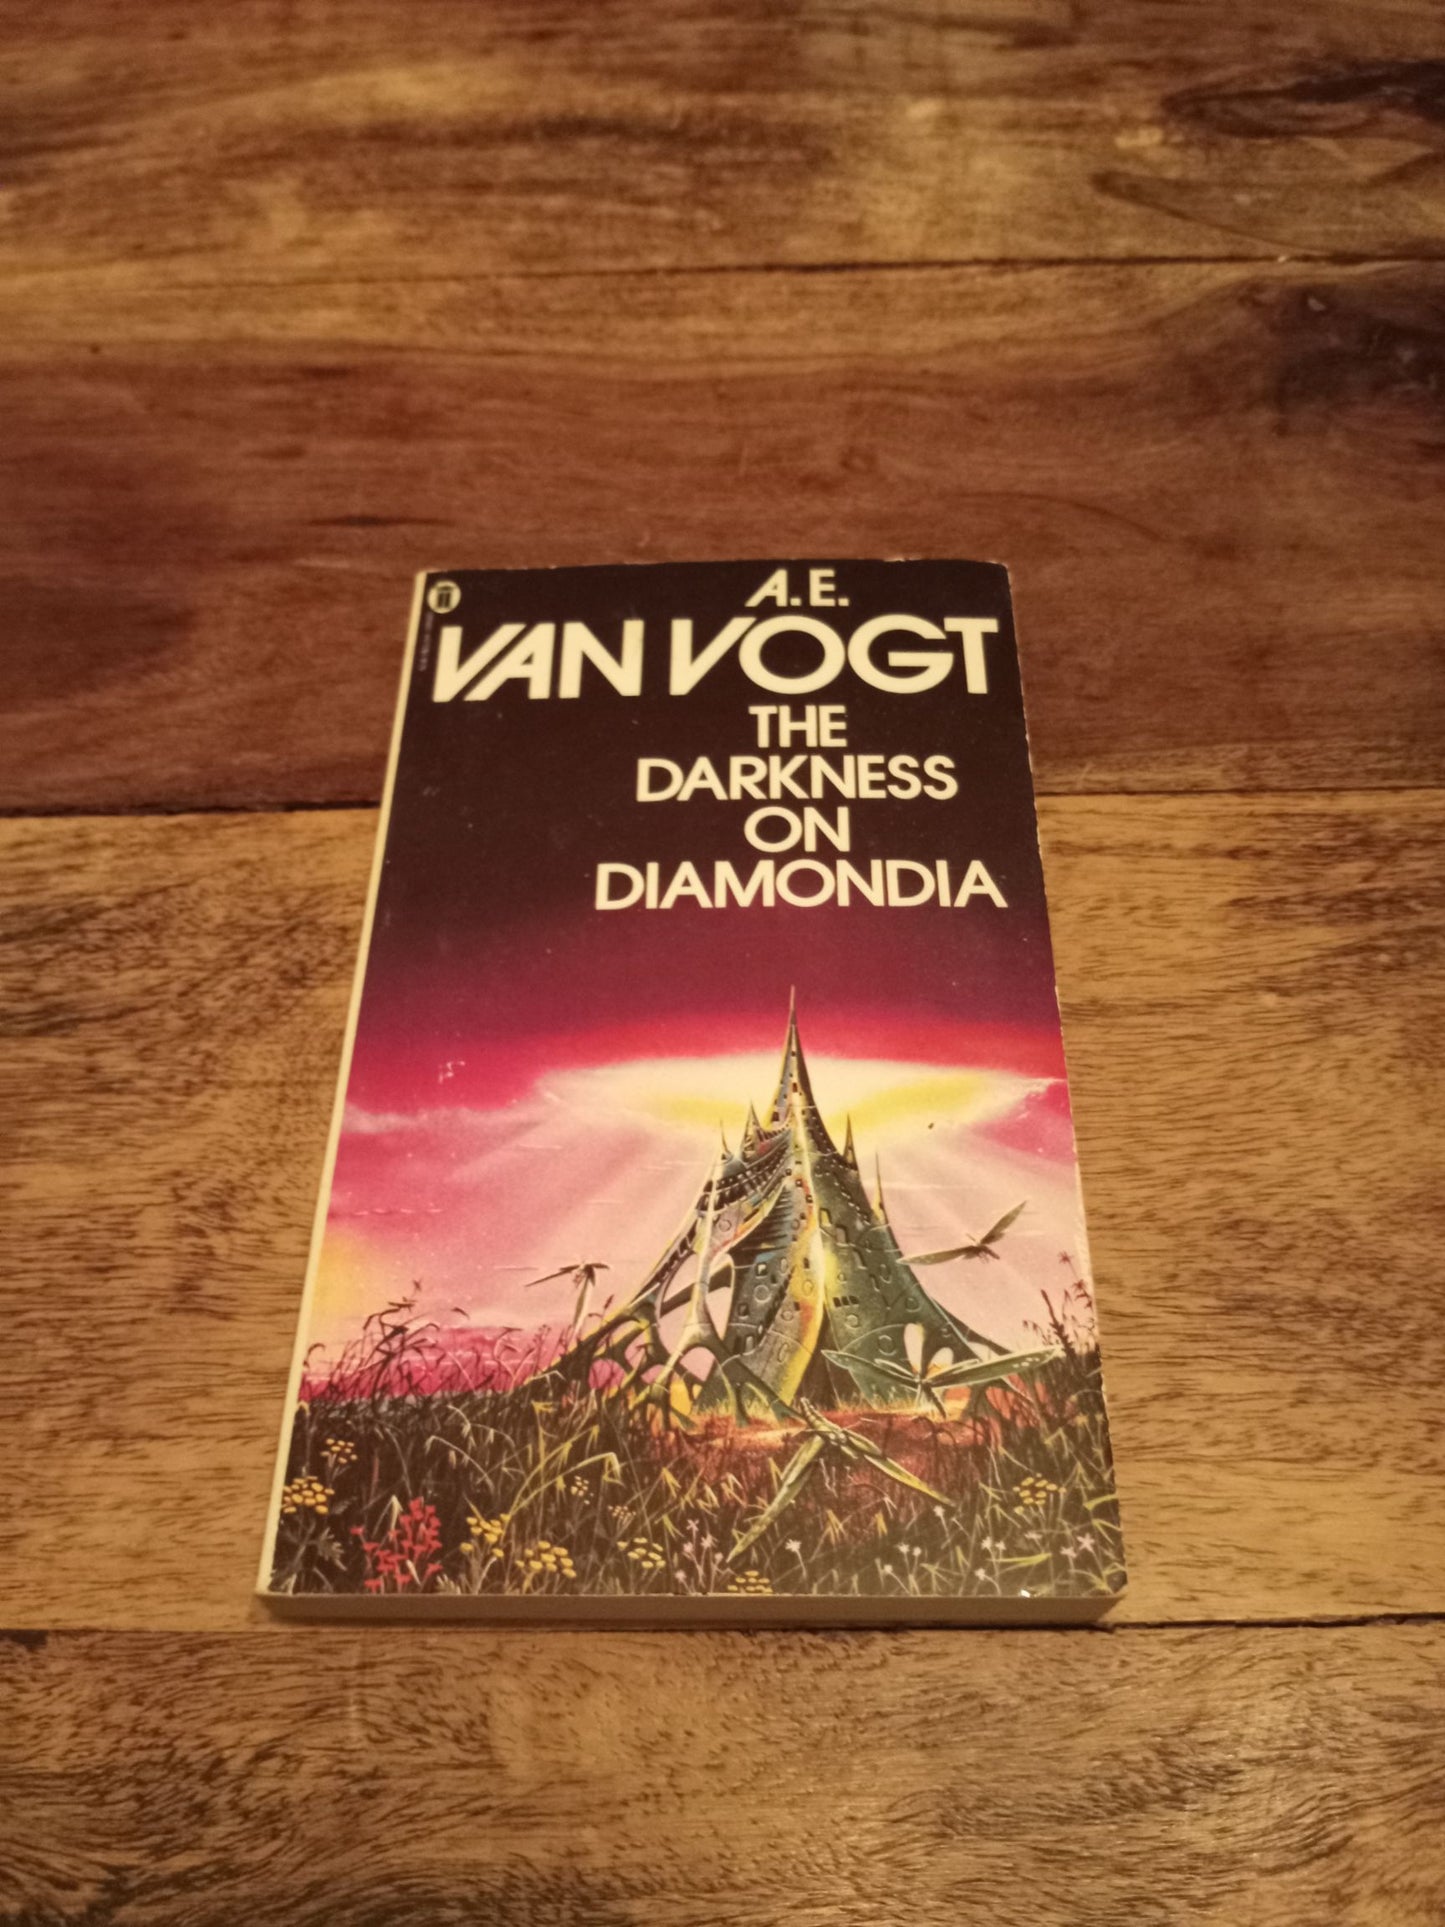 A.E.
VAN VOGT
THE
DARKNESS
ON
DIAMONDIA